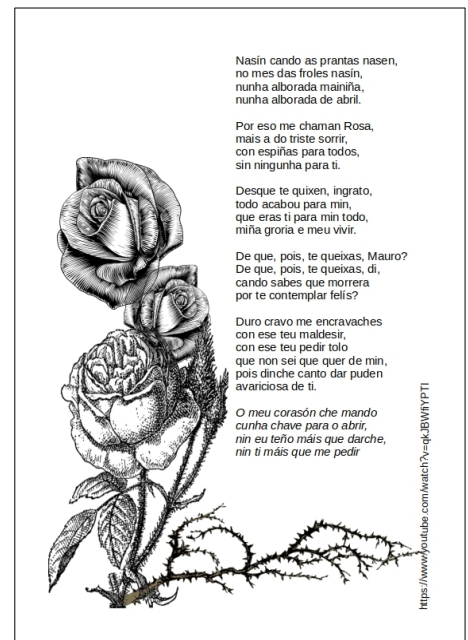 Nasín cando as prantas nasen,
no mes das froles nasín,
nunha alborada mainiña,
nunha alborada de abril.
Por eso me chaman Rosa,
mais a do triste sorrir,
con espiñas para todos,
sin ningunha para ti.
Desque te quixen, ingrato,
todo acabou para min,
que eras ti para min todo,
miña groria e meu vivir.
De que, pois, te queixas, Mauro?
De que, pois, te queixas, di,
cando sabes que morrera
por te contemplar felís?
Duro cravo me encravaches
con ese teu maldesir,
con ese teu pedir tolo
que non sei que quer de min,
pois dinche canto dar puden
avariciosa de ti.
O meu corasón che mando
cunha chave para o abrir,
nin eu teño máis que darche,
nin ti máis que me pedir
https://www.youtube.com/watch?v=qkJBWfiYPTI